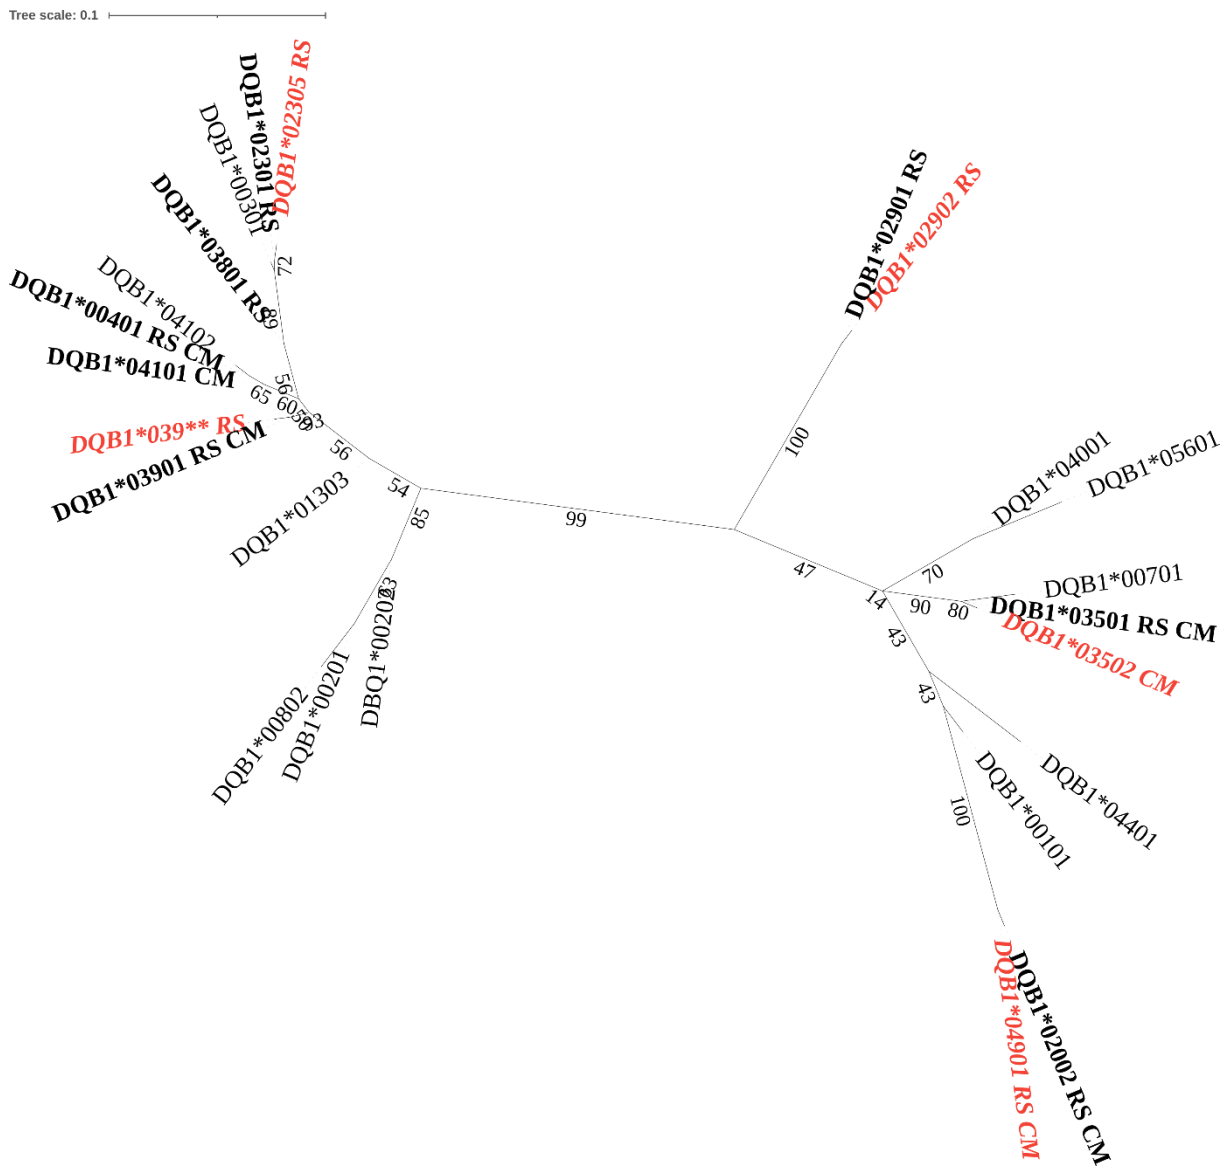 Tree scale: 0.1
DQB1*02305 RS
DQB1*02301 RS
DQB1*00301
DQB1*03801 RS
DQB1*04102
DQB1*00401 RS CM
DQB1*04101 CM
DQB1*039** RS
DQB1*03901 RS CM
DQB1*01303
DQB1*00802
DQB1*00201
DBQ1*00202
72
89
56
65
60
56
54
85
63
99
DQB1*02901 RS
DQB1*02902 RS
100
47
DQB1*04001
DQB1*05601
70
DQB1*00701
DQB1*03501 RS CM
DQB1*03502 CM
14
90
80
43
43
DQB1*04401
DQB1*00101
100
DQB1*04901 RS CM
DQB1*02002 RS CM